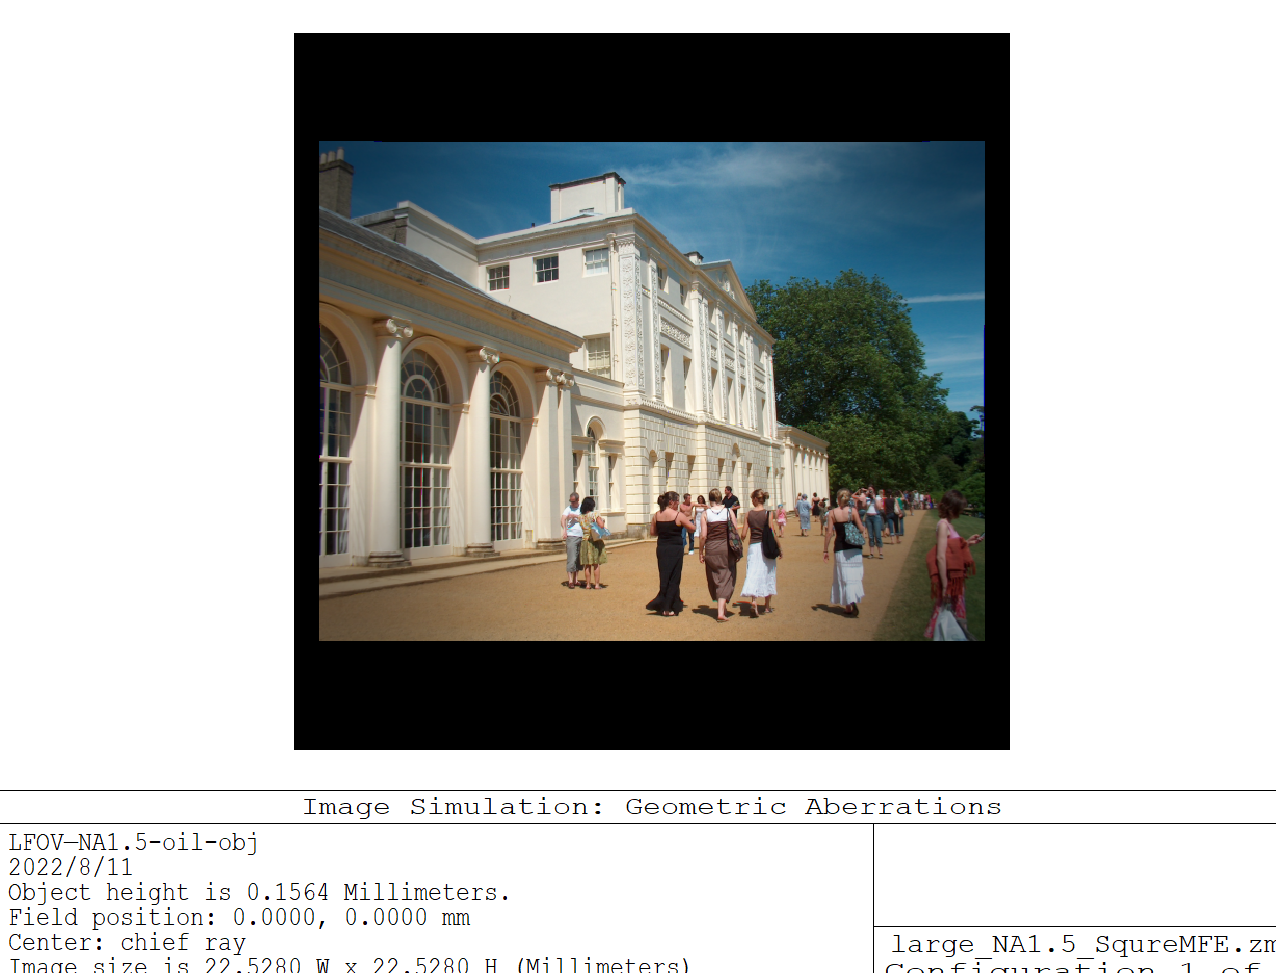 Image Simulation: Geometric Aberrations
LFOV-NA1.5-oil-obj
2022/8/11
Object height is 0.1564 Millimeters.
Field position: 0.0000, 0.0000 mm
Center: chief ray
Image size is 22.5280 W x 22.5280 H (Millimeters)
large_NA1.5_SqureMFE.zm
Configuration 1 of